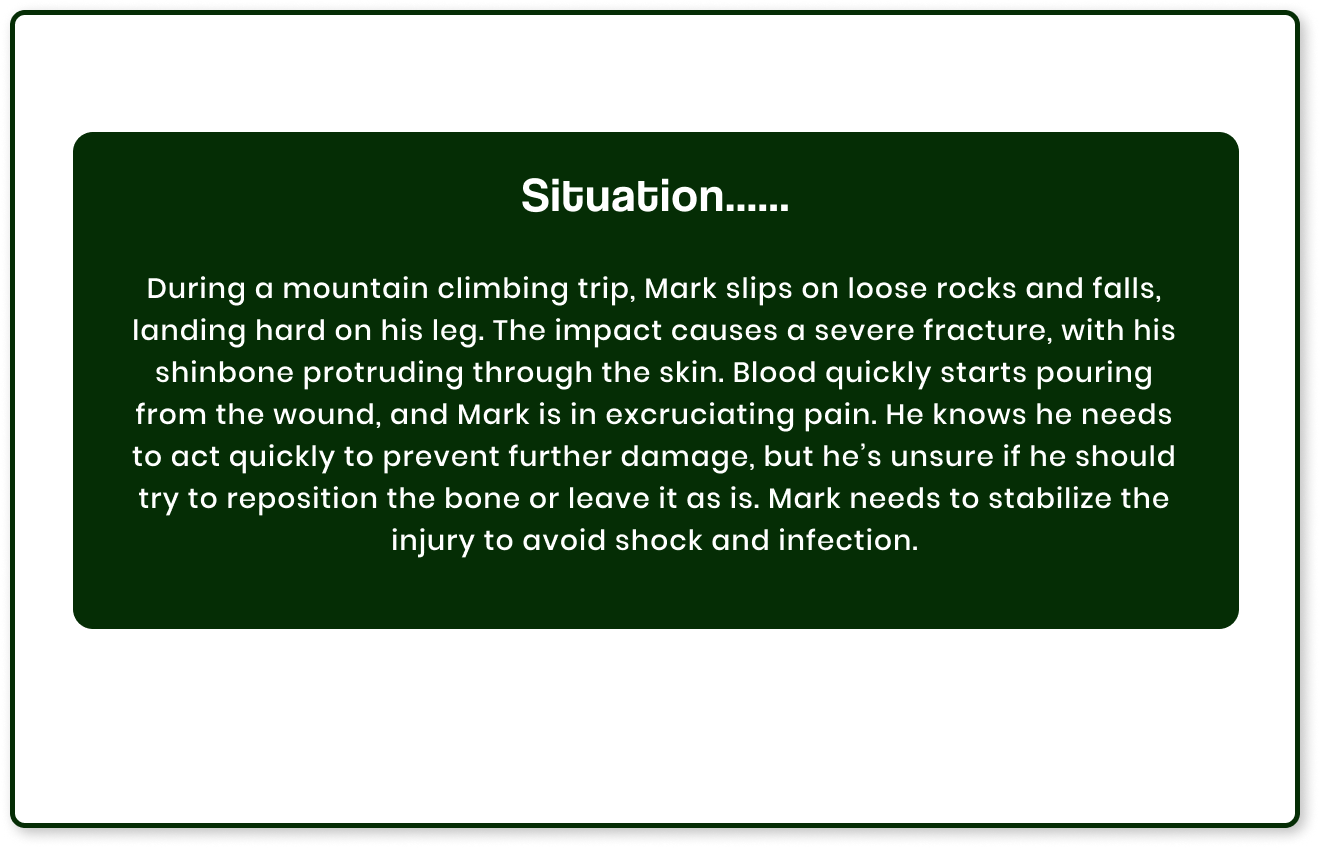 Situation......
During a mountain climbing trip, Mark slips on loose rocks and falls,
landing hard on his leg. The impact causes a severe fracture, with his
shinbone protruding through the skin. Blood quickly starts pouring
from the wound, and Mark is in excruciating pain. He knows he needs
to act quickly to prevent further damage, but he’s unsure if he should
try to reposition the bone or leave it as is. Mark needs to stabilize the
injury to avoid shock and infection.